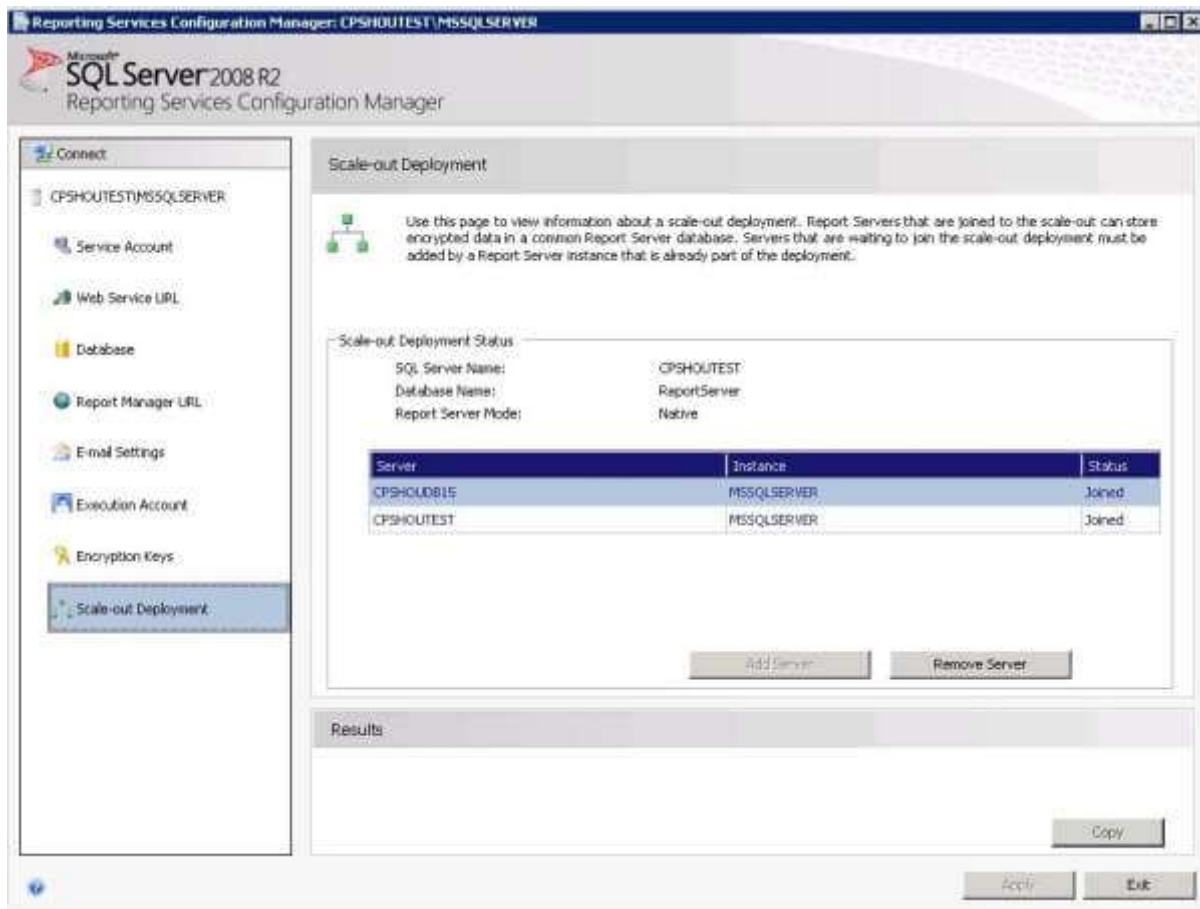 Reporting Services Configuration Manager: CPSHOUTEST\MSSQLSERVER
Microsoft
SQL Server 2008 R2
Reporting Services Configuration Manager
Connect
CPSHOUTEST\MSSQLSERVER
Service Account
Web Service URL
Database
Report Manager URL
E-mail Settings
Execution Account
Encryption Keys
Scale-out Deployment
Scale-out Deployment
Use this page to view information about a scale-out deployment. Report Servers that are joined to the scale-out can store
encrypted data in a common Report Server database. Servers that are waiting to join the scale-out deployment must be
added by a Report Server instance that is already part of the deployment.
Scale-out Deployment Status
SQL Server Name: CPSHOUTEST
Database Name: ReportServer
Report Server Mode: Native
Server Instance Status
CPSHOUDB15 MSSQLSERVER Joined
CPSHOUTEST MSSQLSERVER Joined
Add Server Remove Server
Results
Copy
Apply Exit